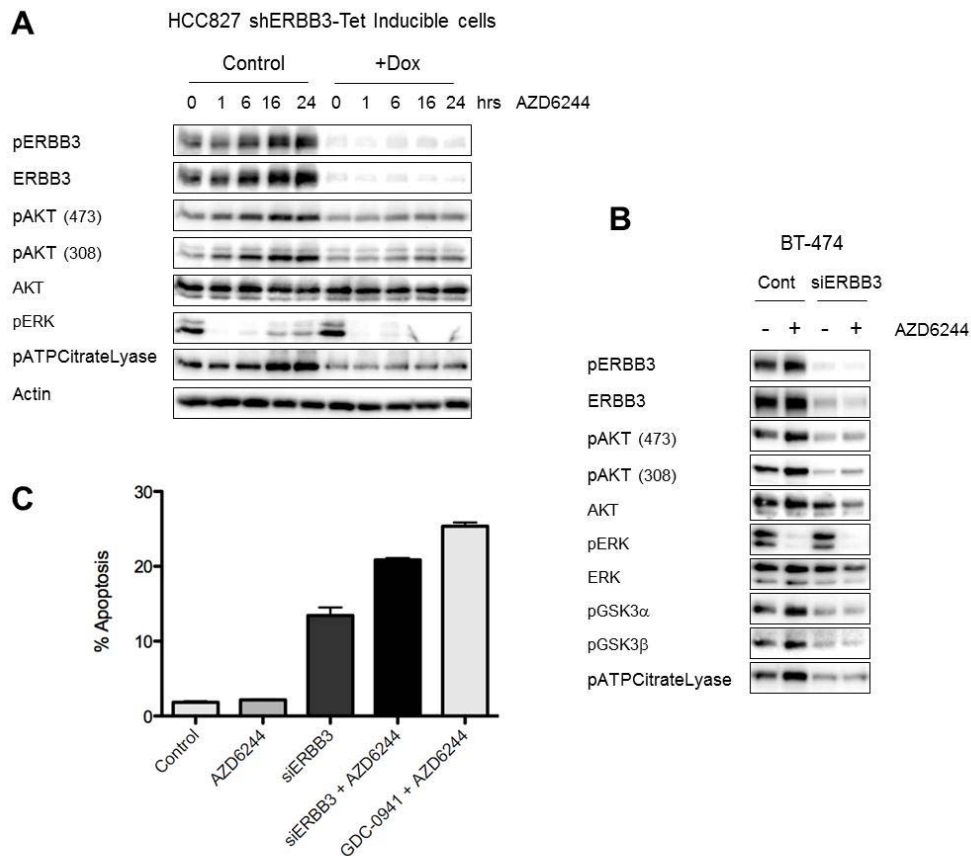 A
HCC827 shERBB3-Tet Inducible cells
Control +Dox
0 1 6 16 24 0 1 6 16 24 hrs AZD6244
pERBB3
ERBB3
pAKT (473)
pAKT (308)
AKT
pERK
pATPCitrateLyase
Actin
B
BT-474
Cont siERBB3
- + - + AZD6244
pERBB3
ERBB3
pAKT (473)
pAKT (308)
AKT
pERK
ERK
pGSK3α
pGSK3β
pATPCitrateLyase
C
% Apoptosis
30
20
10
0
Control
AZD6244
siERBB3
siERBB3 + AZD6244
GDC-0941 + AZD6244